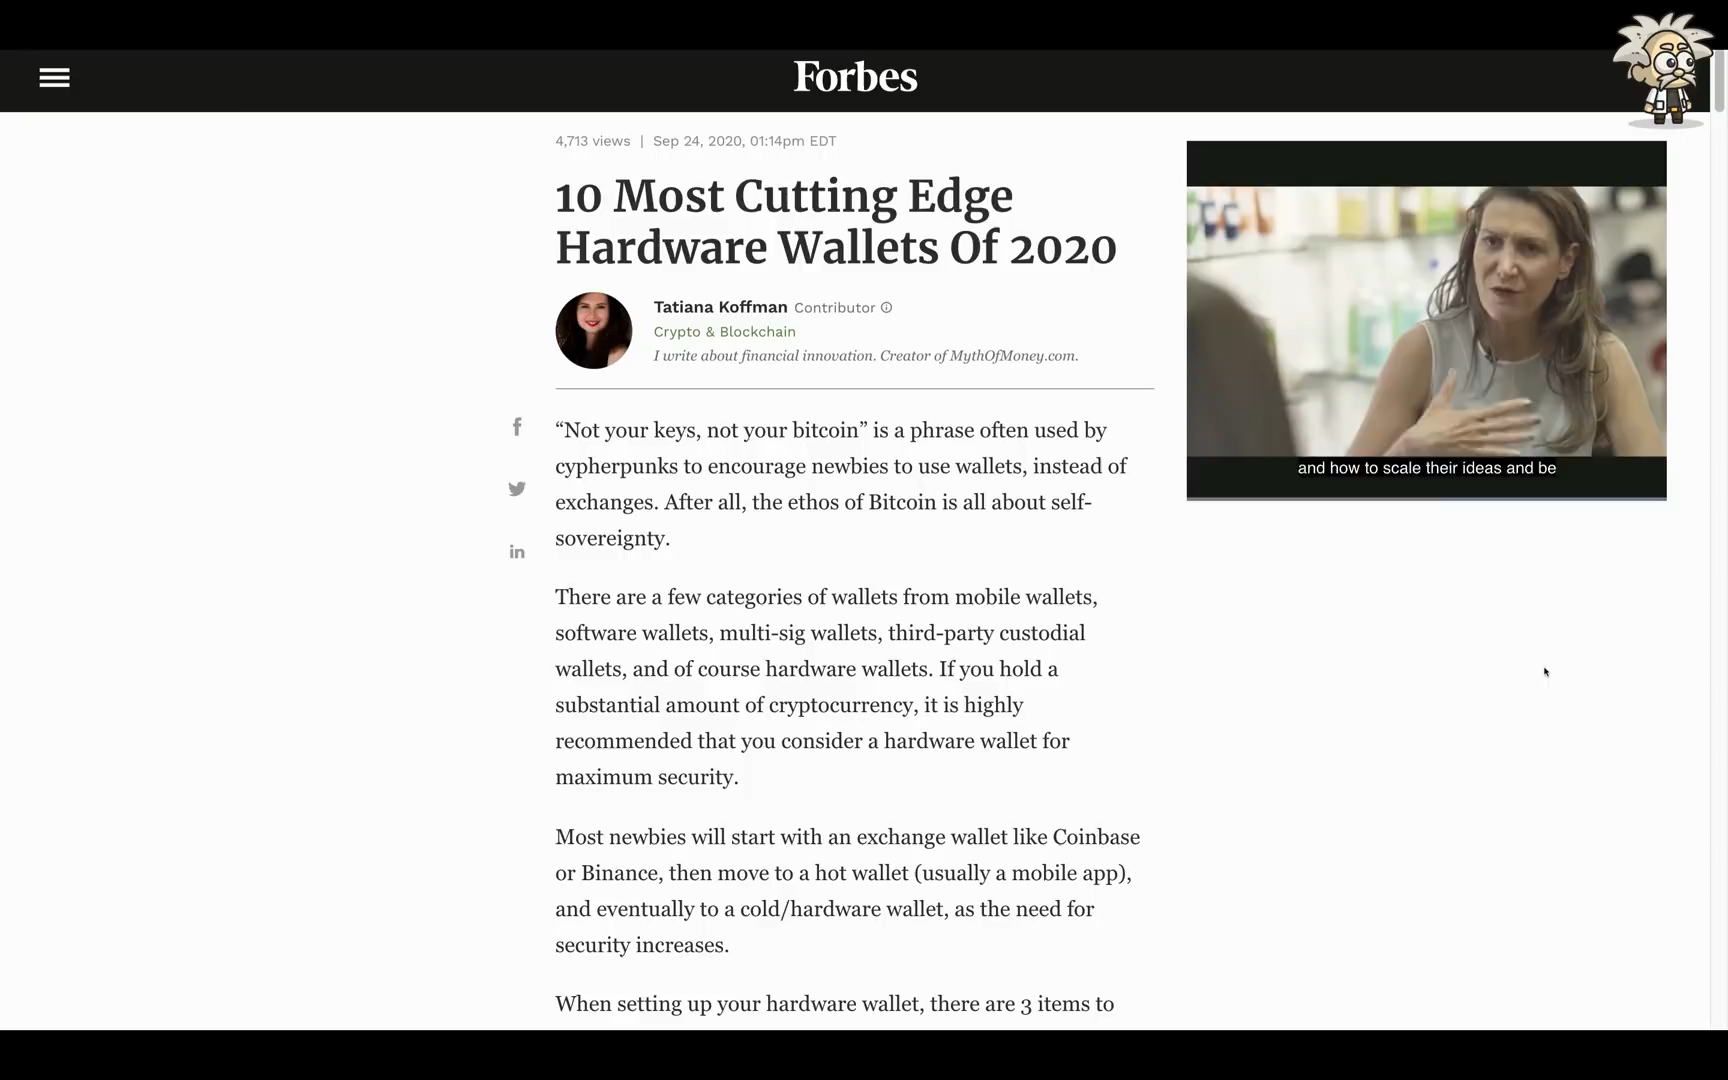 Forbes
4,713 views | Sep 24, 2020, 01:14pm EDT
10 Most Cutting Edge
Hardware Wallets Of 2020
Tatiana Koffman Contributor
Crypto & Blockchain
I write about financial innovation. Creator of MythOfMoney.com.
“Not your keys, not your bitcoin” is a phrase often used by
cypherpunks to encourage newbies to use wallets, instead of
exchanges. After all, the ethos of Bitcoin is all about self-
sovereignty.
There are a few categories of wallets from mobile wallets,
software wallets, multi-sig wallets, third-party custodial
wallets, and of course hardware wallets. If you hold a
substantial amount of cryptocurrency, it is highly
recommended that you consider a hardware wallet for
maximum security.
Most newbies will start with an exchange wallet like Coinbase
or Binance, then move to a hot wallet (usually a mobile app),
and eventually to a cold/hardware wallet, as the need for
security increases.
When setting up your hardware wallet, there are 3 items to
and how to scale their ideas and be